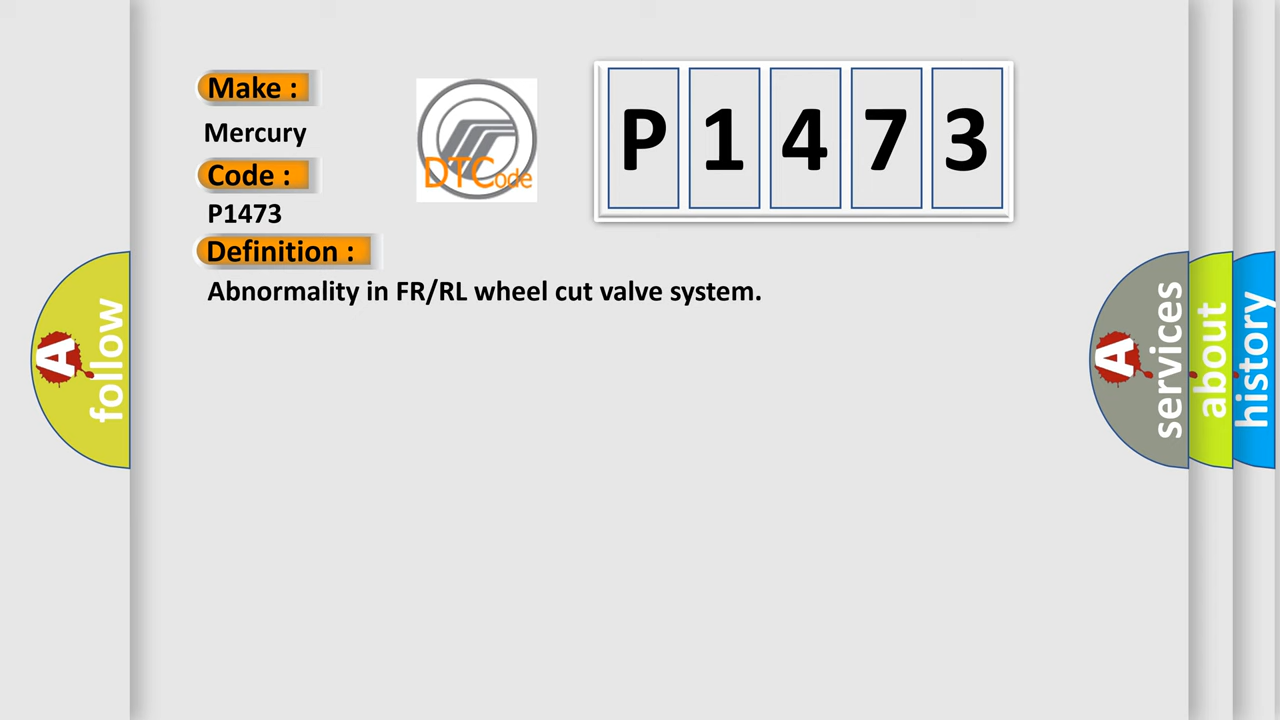 Make :
Mercury
Code :
P1473
Definition :
Abnormality in FR/RL wheel cut valve system.
DTCode
P 1 4 7 3
A follow
A services
about
history